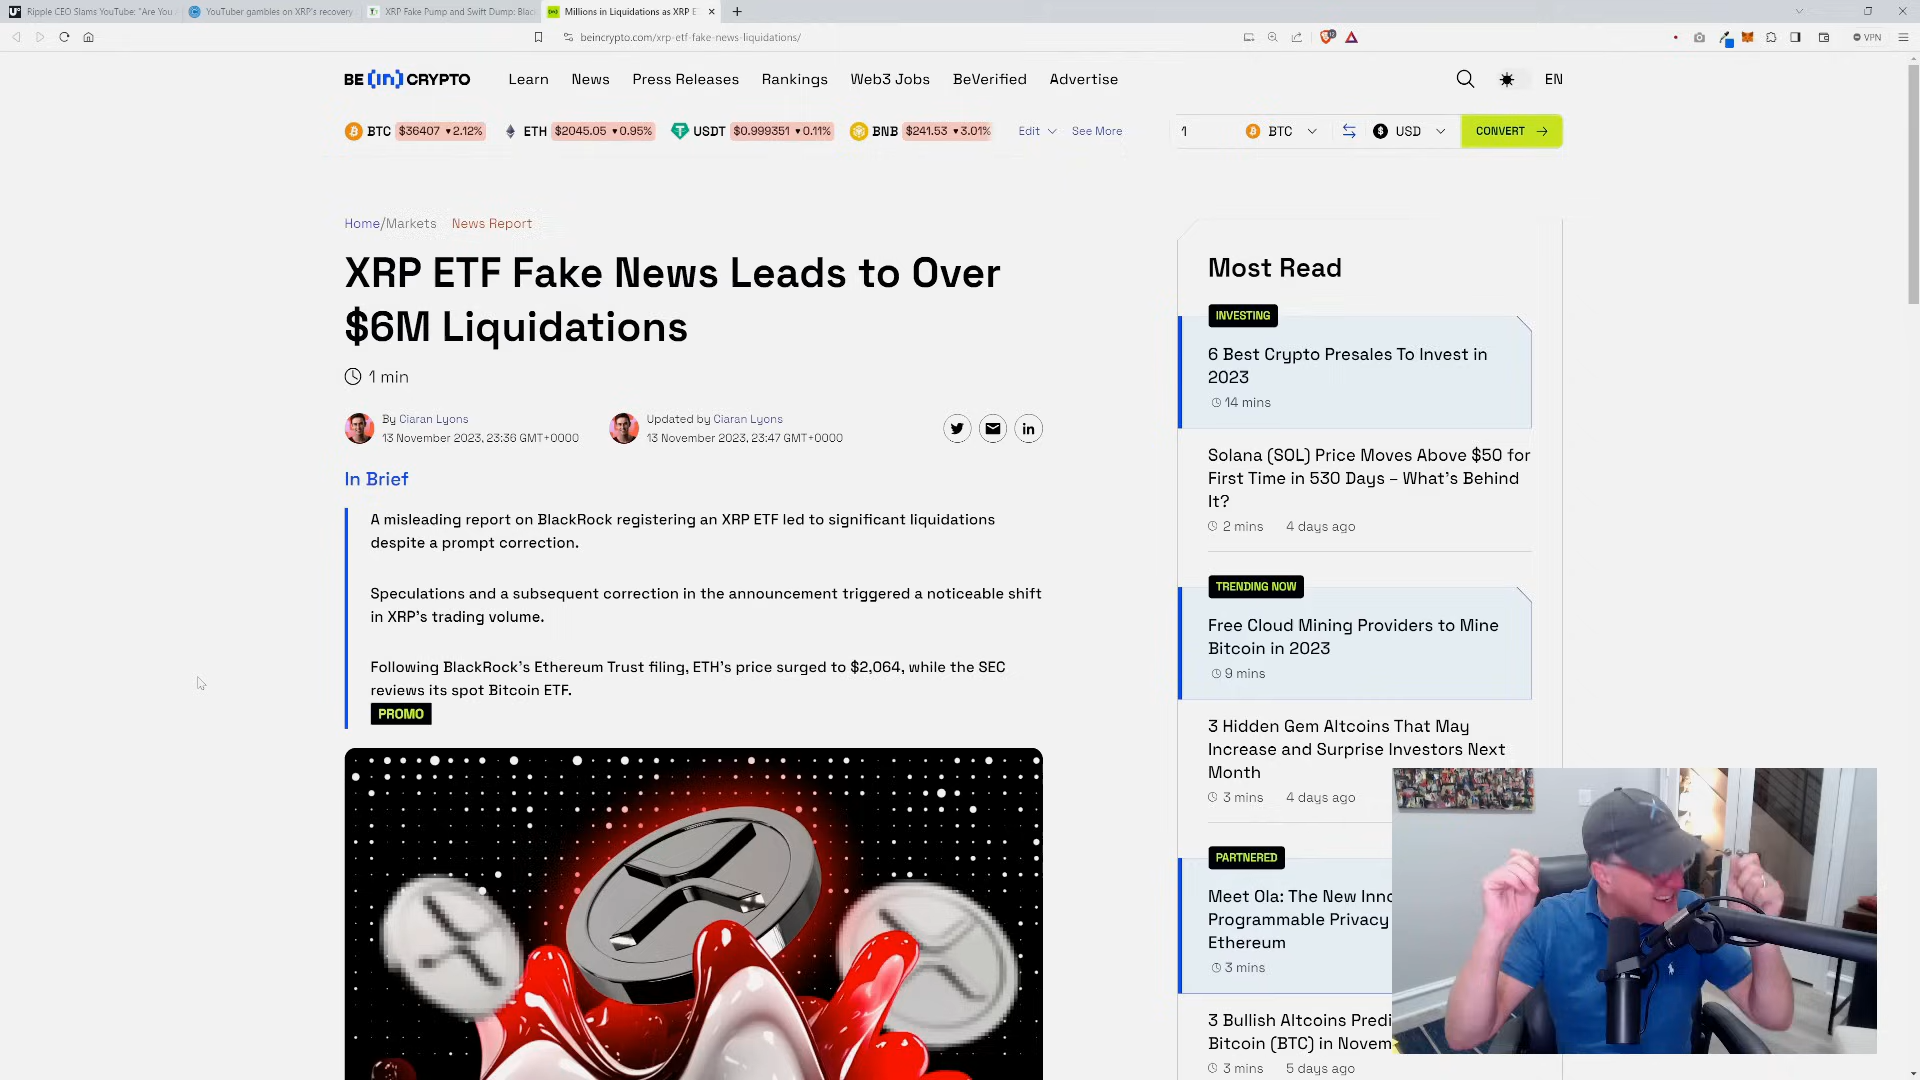 Ripple CEO Slams YouTube: "Are You
YouTuber gambles on XRP's recovery
XRP Fake Pump and Swift Dump: Blac
Millions in Liquidations as XRP E
beincrypto.com/xrp-etf-fake-news-liquidations/
VPN
BE[IN]CRYPTO
Learn
News
Press Releases
Rankings
Web3 Jobs
BeVerified
Advertise
EN
BTC $36407 ▾2.12%
ETH $2045.05 ▾0.95%
USDT $0.999351 ▾0.11%
BNB $241.53 ▾3.01%
Edit
See More
1
BTC
USD
CONVERT →
Home/Markets News Report
XRP ETF Fake News Leads to Over
$6M Liquidations
1 min
By Ciaran Lyons
13 November 2023, 23:36 GMT+0000
Updated by Ciaran Lyons
13 November 2023, 23:47 GMT+0000
In Brief
A misleading report on BlackRock registering an XRP ETF led to significant liquidations
despite a prompt correction.
Speculations and a subsequent correction in the announcement triggered a noticeable shift
in XRP's trading volume.
Following BlackRock's Ethereum Trust filing, ETH's price surged to $2,064, while the SEC
reviews its spot Bitcoin ETF.
PROMO
Most Read
INVESTING
6 Best Crypto Presales To Invest in
2023
14 mins
Solana (SOL) Price Moves Above $50 for
First Time in 530 Days – What's Behind
It?
2 mins 4 days ago
TRENDING NOW
Free Cloud Mining Providers to Mine
Bitcoin in 2023
9 mins
3 Hidden Gem Altcoins That May
Increase and Surprise Investors Next
Month
3 mins 4 days ago
PARTNERED
Meet Ola: The New Inno
Programmable Privacy
Ethereum
3 mins
3 Bullish Altcoins Predi
Bitcoin (BTC) in Novem
3 mins 5 days ago